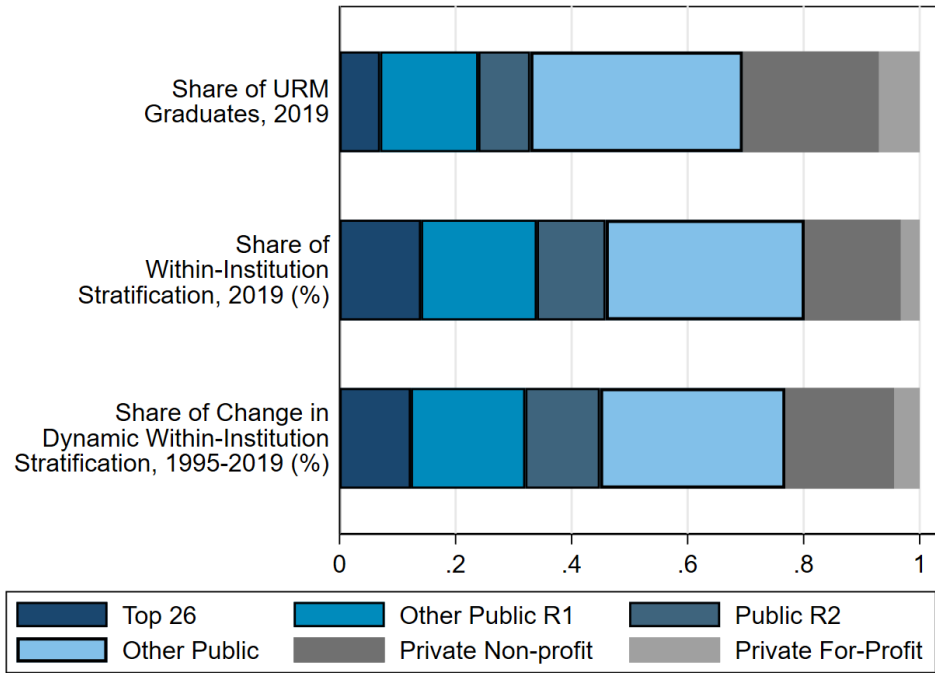 Share of URM
Graduates, 2019
Share of
Within-Institution
Stratification, 2019 (%)
Share of Change in
Dynamic Within-Institution
Stratification, 1995-2019 (%)
0 .2 .4 .6 .8 1
Top 26 Other Public R1 Public R2
Other Public Private Non-profit Private For-Profit